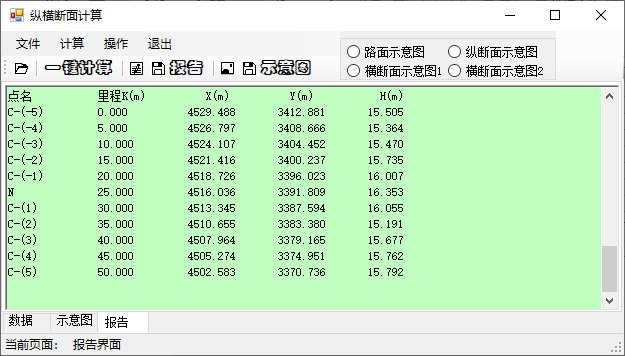 纵横断面计算
文件 计算 操作 退出
路面示意图 纵断面示意图
一键计算 报告 示意图
横断面示意图1 横断面示意图2
点名 里程K(m) X(m) Y(m) H(m)
C-(-5) 0.000 4529.488 3412.881 15.505
C-(-4) 5.000 4526.797 3408.666 15.364
C-(-3) 10.000 4524.107 3404.452 15.470
C-(-2) 15.000 4521.416 3400.237 15.735
C-(-1) 20.000 4518.726 3396.023 16.007
N 25.000 4516.036 3391.809 16.353
C-(1) 30.000 4513.345 3387.594 16.055
C-(2) 35.000 4510.655 3383.380 15.191
C-(3) 40.000 4507.964 3379.165 15.677
C-(4) 45.000 4505.274 3374.951 15.762
C-(5) 50.000 4502.583 3370.736 15.792
数据 示意图 报告
当前页面: 报告界面